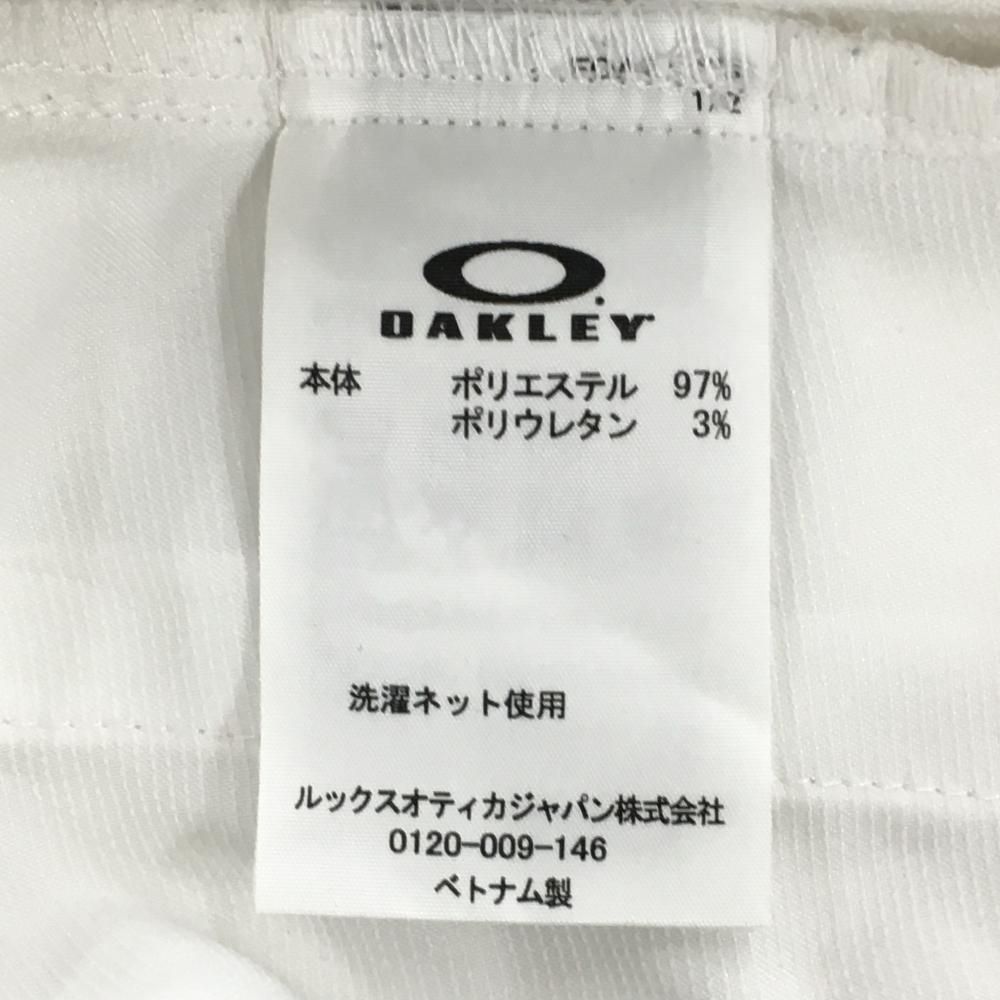 1/2
OAKLEY
本体 ポリエステル 97%
ポリウレタン 3%
洗濯ネット使用
ルックスオティカジャパン株式会社
0120-009-146
ベトナム製